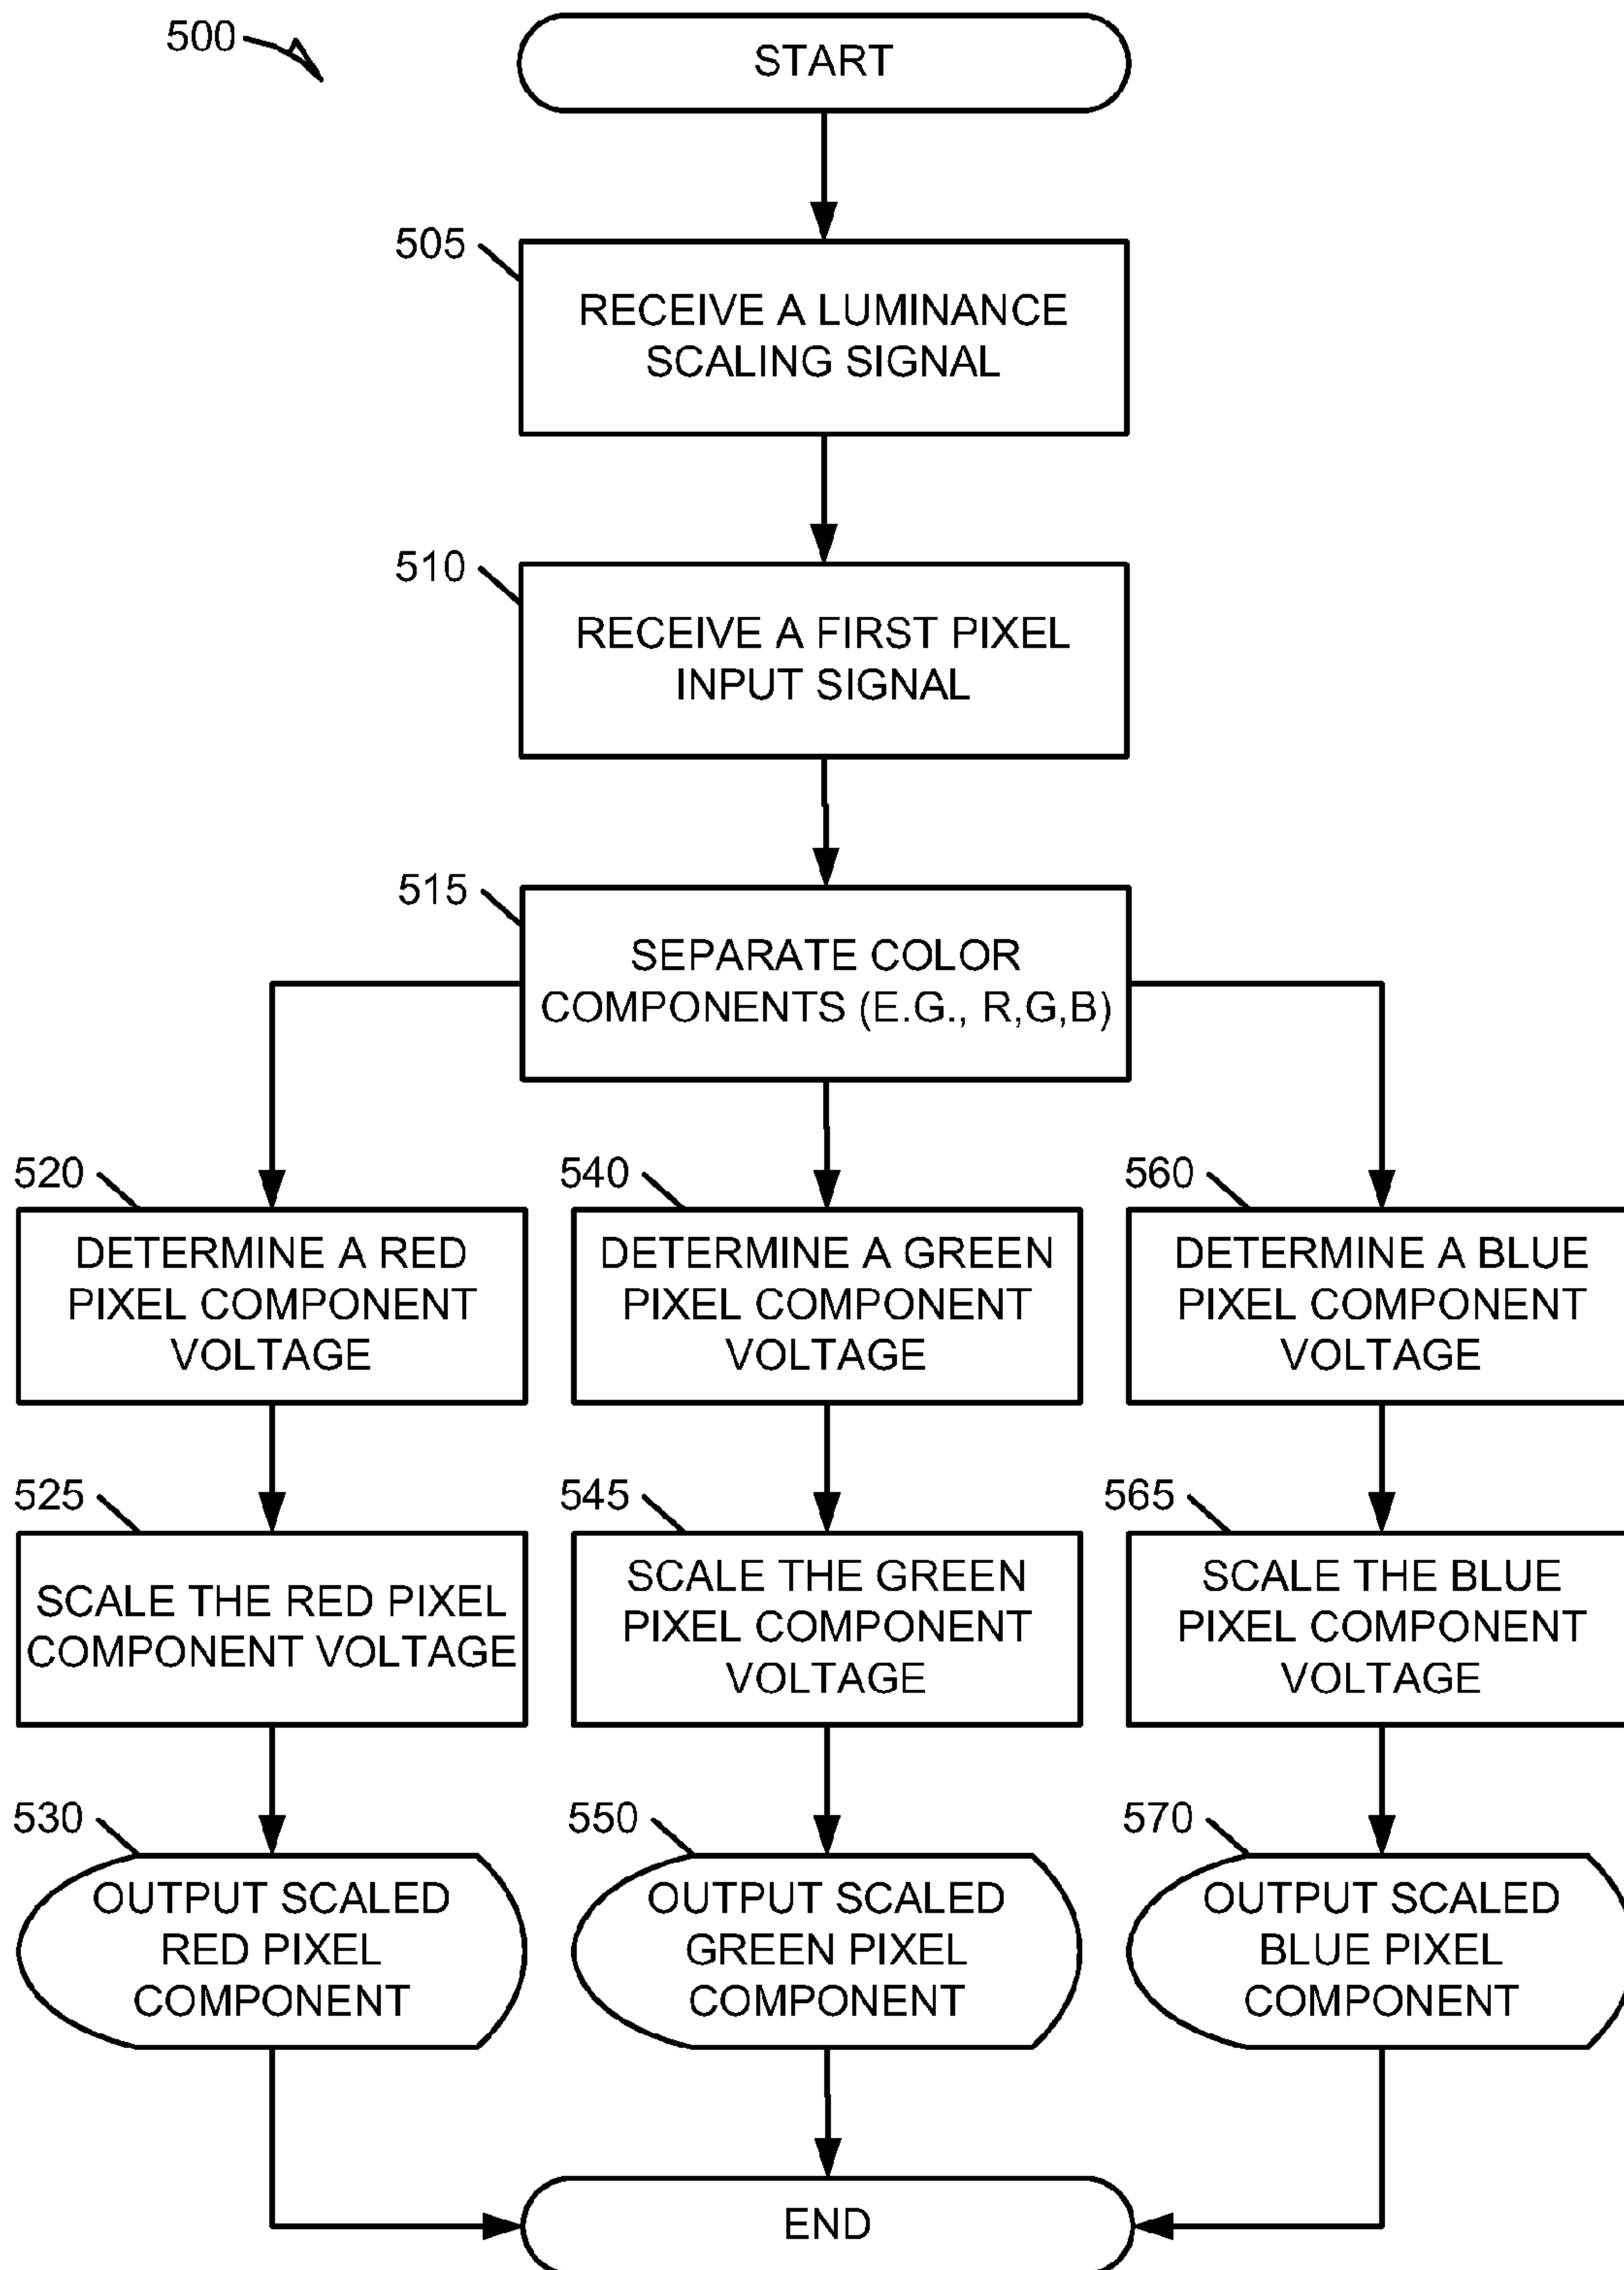 500
START
505
RECEIVE A LUMINANCE
SCALING SIGNAL
510
RECEIVE A FIRST PIXEL
INPUT SIGNAL
515
SEPARATE COLOR
COMPONENTS (E.G., R,G,B)
520
DETERMINE A RED
PIXEL COMPONENT
VOLTAGE
540
DETERMINE A GREEN
PIXEL COMPONENT
VOLTAGE
560
DETERMINE A BLUE
PIXEL COMPONENT
VOLTAGE
525
SCALE THE RED PIXEL
COMPONENT VOLTAGE
545
SCALE THE GREEN
PIXEL COMPONENT
VOLTAGE
565
SCALE THE BLUE
PIXEL COMPONENT
VOLTAGE
530
OUTPUT SCALED
RED PIXEL
COMPONENT
550
OUTPUT SCALED
GREEN PIXEL
COMPONENT
570
OUTPUT SCALED
BLUE PIXEL
COMPONENT
END